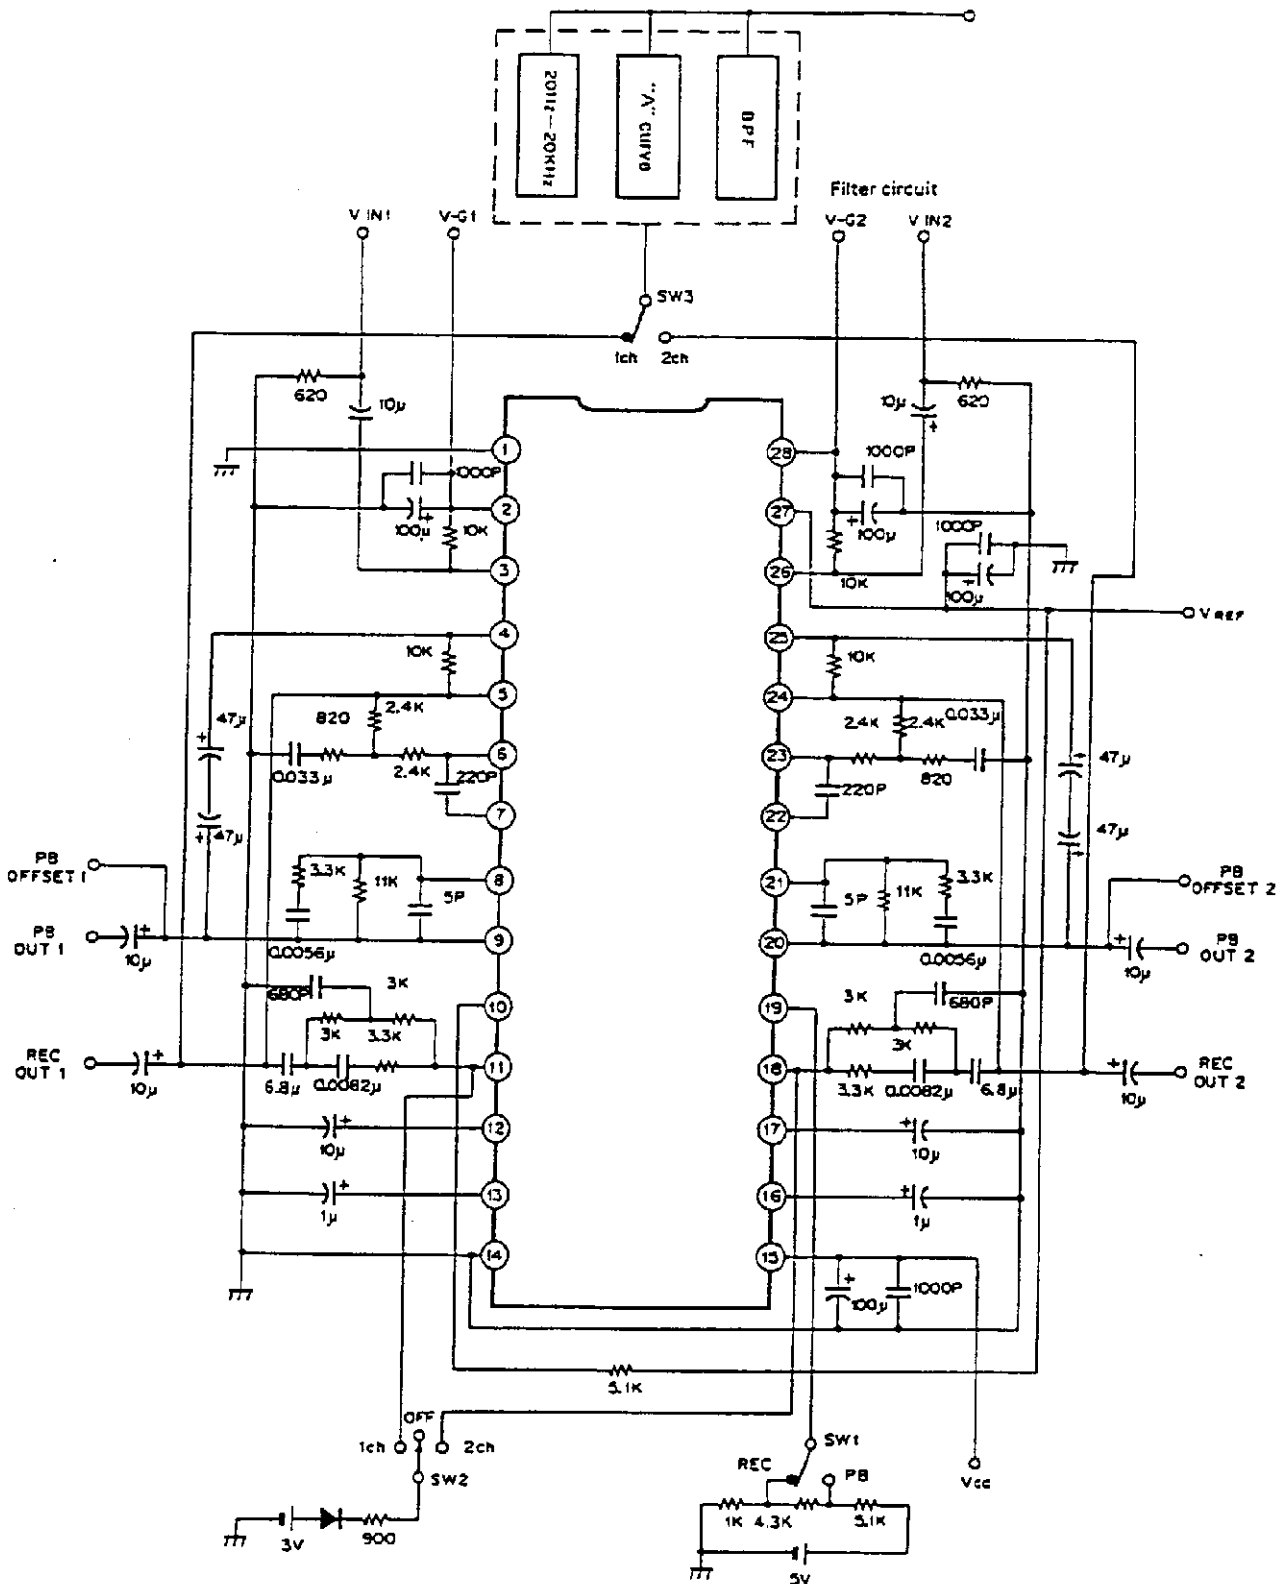 20Hz—20KHz
"A" CURVE
BPF
Filter circuit
V IN1
V-G1
V-G2
V IN2
SW3
1ch
2ch
620
10µ
10µ
620
1
28
1000P
1000P
2
27
100µ
10K
100µ
1000P
3
26
10K
100µ
V REF
4
25
10K
10K
5
24
47µ
820
2.4K
2.4K
2.4K
0.033µ
6
23
47µ
0.033µ
2.4K
220P
220P
820
7
22
47µ
47µ
PB
OFFSET 1
3.3K
11K
5P
8
21
5P
11K
3.3K
PB
OFFSET 2
PB
OUT 1
10µ
0.0056µ
9
20
0.0056µ
10µ
PB
OUT 2
680P
3K
10
19
3K
680P
3K
3.3K
3K
REC
OUT 1
10µ
6.8µ
0.0082µ
11
18
3.3K
0.0082µ
6.8µ
10µ
REC
OUT 2
12
17
10µ
10µ
13
16
1µ
1µ
14
15
100µ
1000P
5.1K
OFF
1ch
2ch
SW2
SW1
REC
PB
Vcc
3V
900
1K
4.3K
5.1K
5V